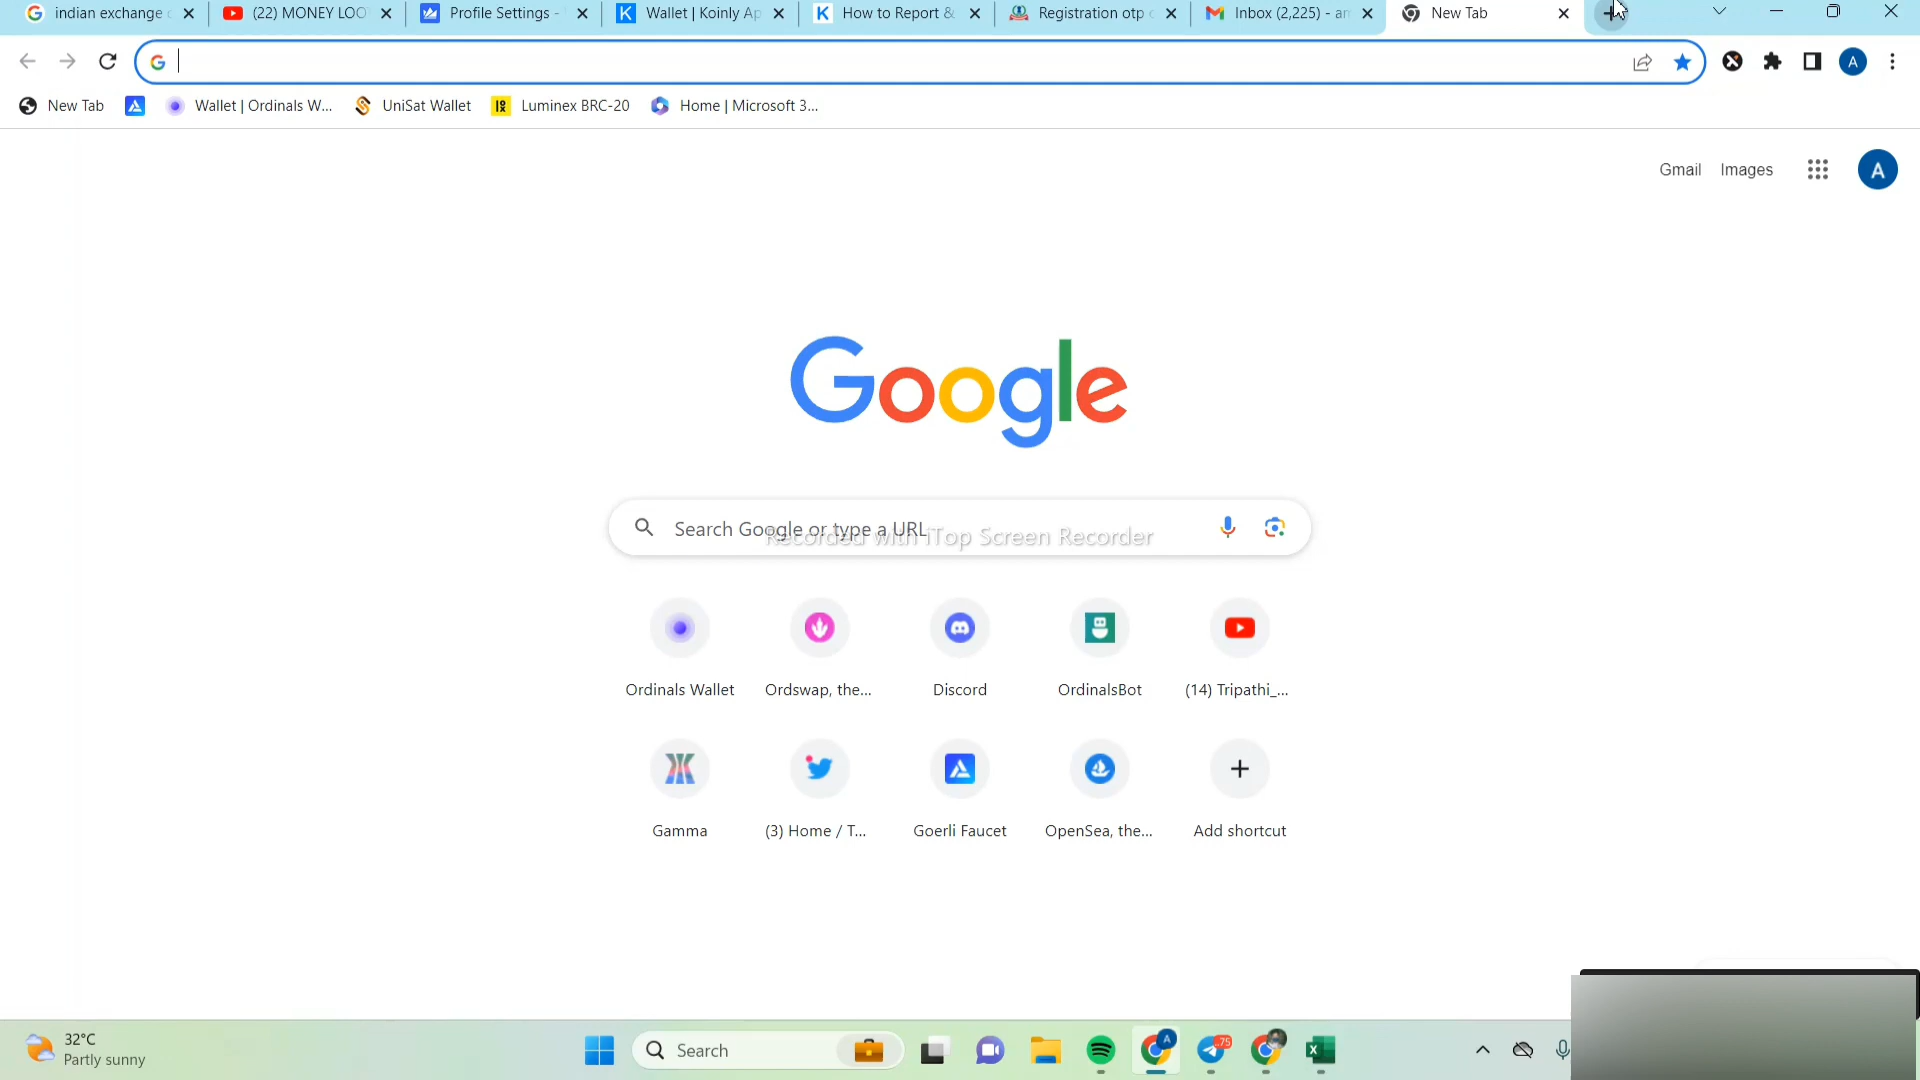 indian exchange
(22) MONEY LOO
Profile Settings -
Wallet | Koinly Ap
How to Report &
Registration otp
Inbox (2,225) - an
New Tab
New Tab
Wallet | Ordinals W...
UniSat Wallet
Luminex BRC-20
Home | Microsoft 3...
Gmail
Images
A
A
Google
Search Google or type a URL
Recorded with iTop Screen Recorder
Ordinals Wallet
Ordswap, the...
Discord
OrdinalsBot
(14) Tripathi_...
Gamma
(3) Home / T...
Goerli Faucet
OpenSea, the...
Add shortcut
32°C
Partly sunny
Search
A
75